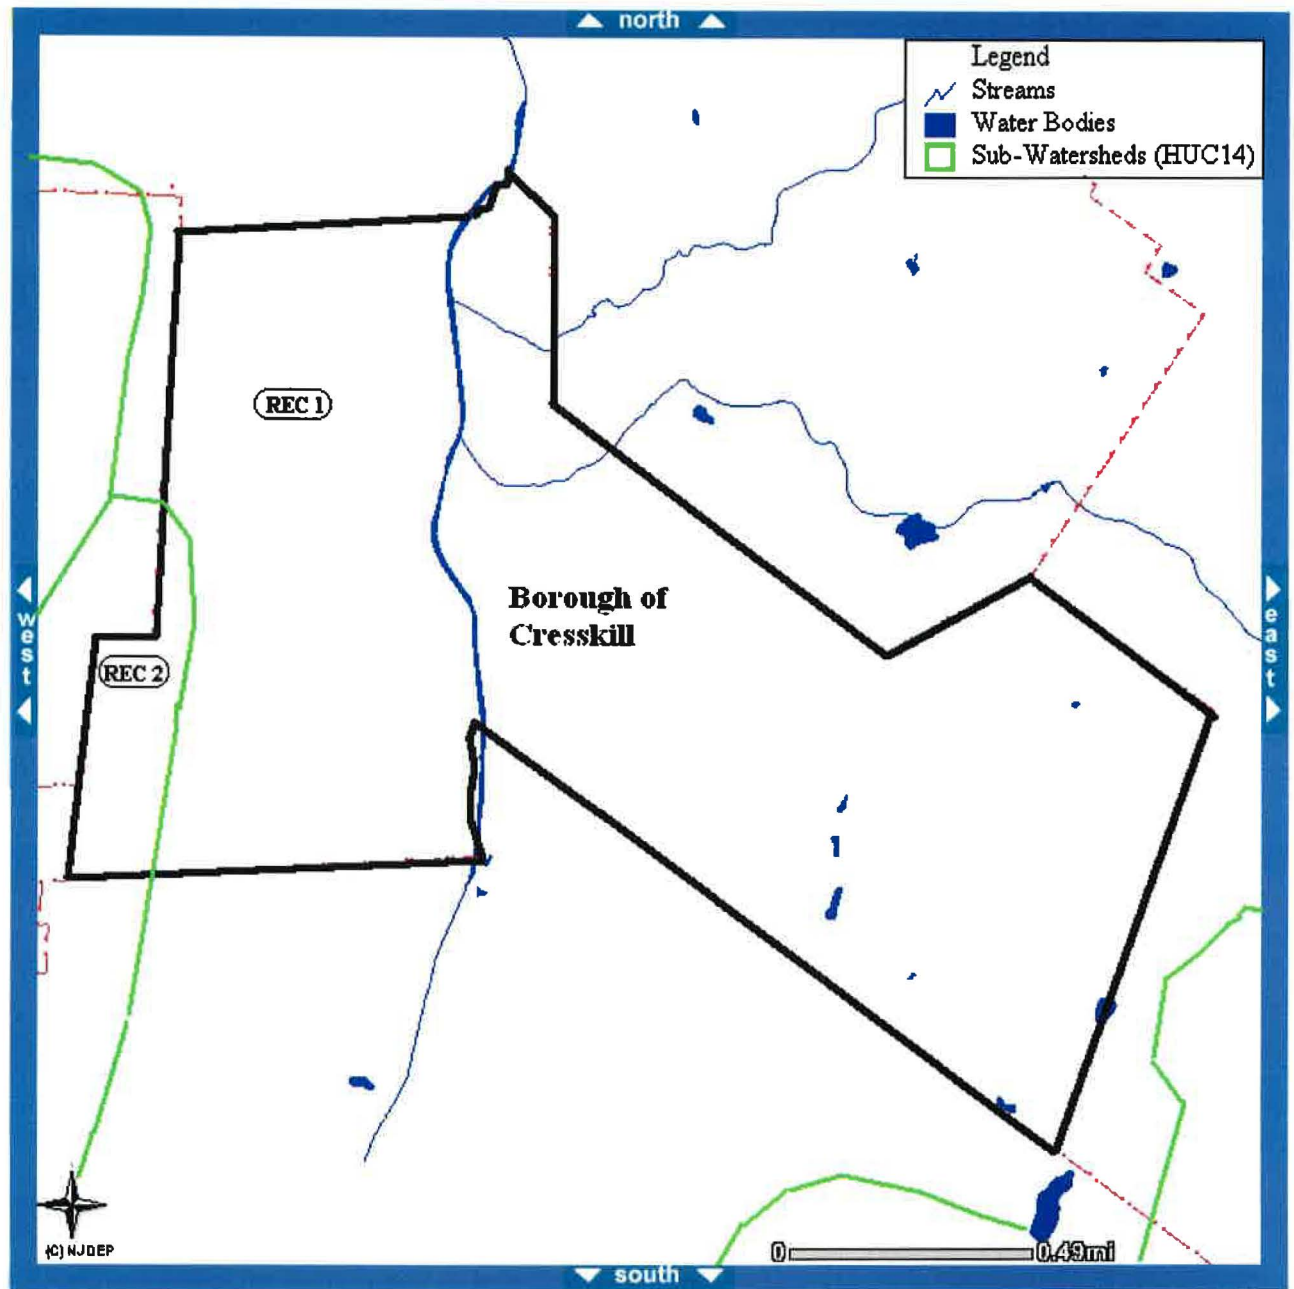 north
Legend
Streams
Water Bodies
Sub-Watersheds (HUC14)
REC 1
Borough of
Cresskill
west
east
REC 2
(C) NJDEP
0 0.49mi
south